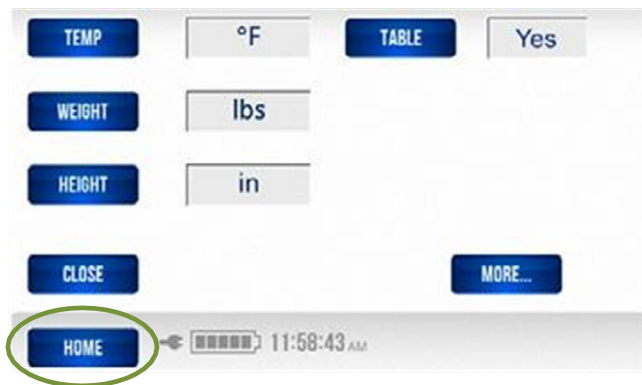 TEMP °F TABLE Yes
WEIGHT lbs
HEIGHT in
CLOSE MORE...
HOME 11:58:43 AM